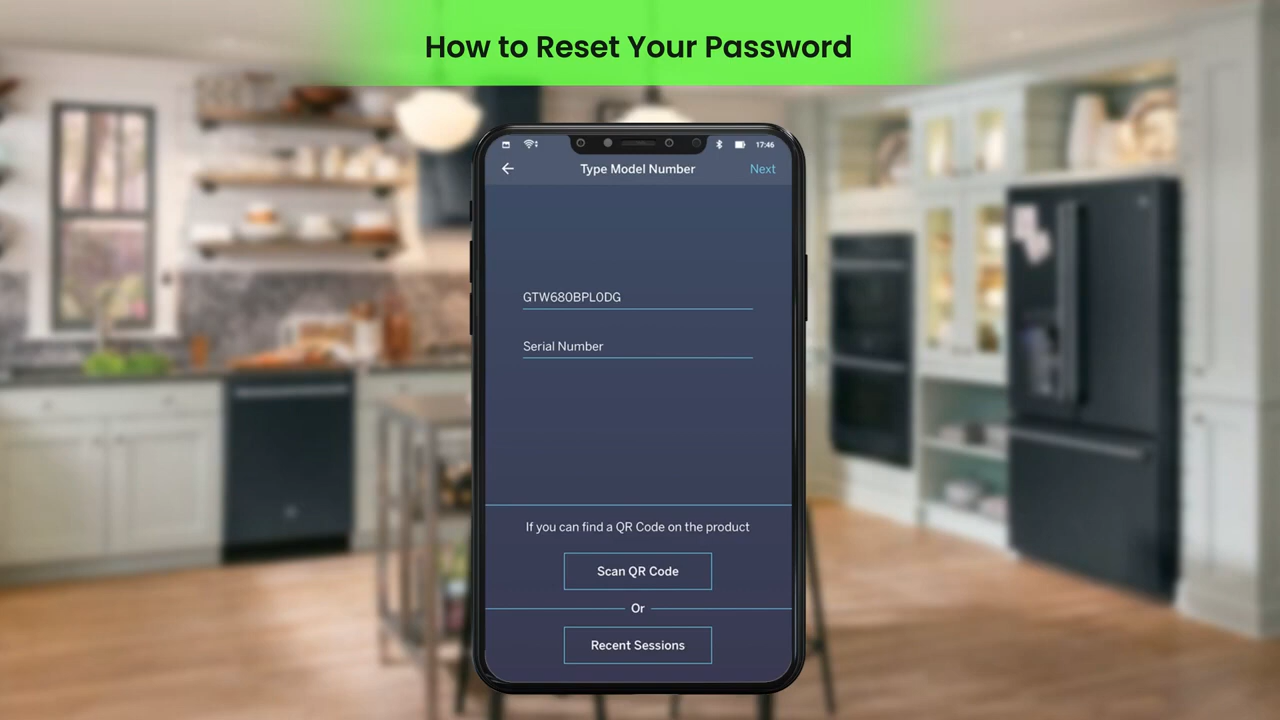 How to Reset Your Password
17:46
Type Model Number
Next
GTW680BPL0DG
Serial Number
If you can find a QR Code on the product
Scan QR Code
Or
Recent Sessions